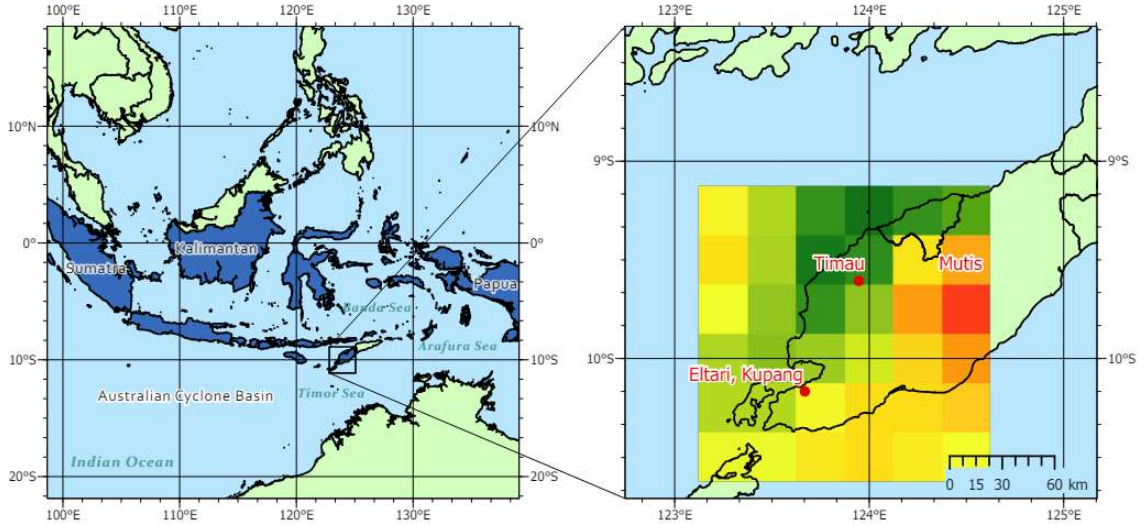 100°E 110°E 120°E 130°E
10°N 10°N
0° 0°
10°S 10°S
20°S 20°S
100°E 110°E 120°E 130°E
Kalimantan
Sumatra
Papua
Banda Sea
Arafura Sea
Timor Sea
Australian Cyclone Basin
Indian Ocean
123°E 124°E 125°E
9°S 9°S
Timau Mutis
10°S 10°S
Eltari, Kupang
0 15 30 60 km
123°E 124°E 125°E